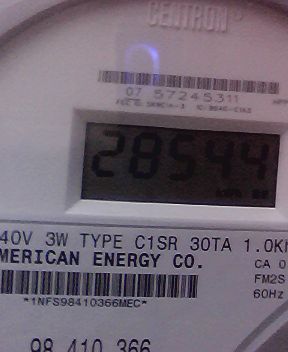 CENTRON
07 57245311
28544
40V 3W TYPE C1SR 30TA 1.0K
MERICAN ENERGY CO.
CA 0
FM2S
60Hz
*1NFS98410366MEC*
98 410 366